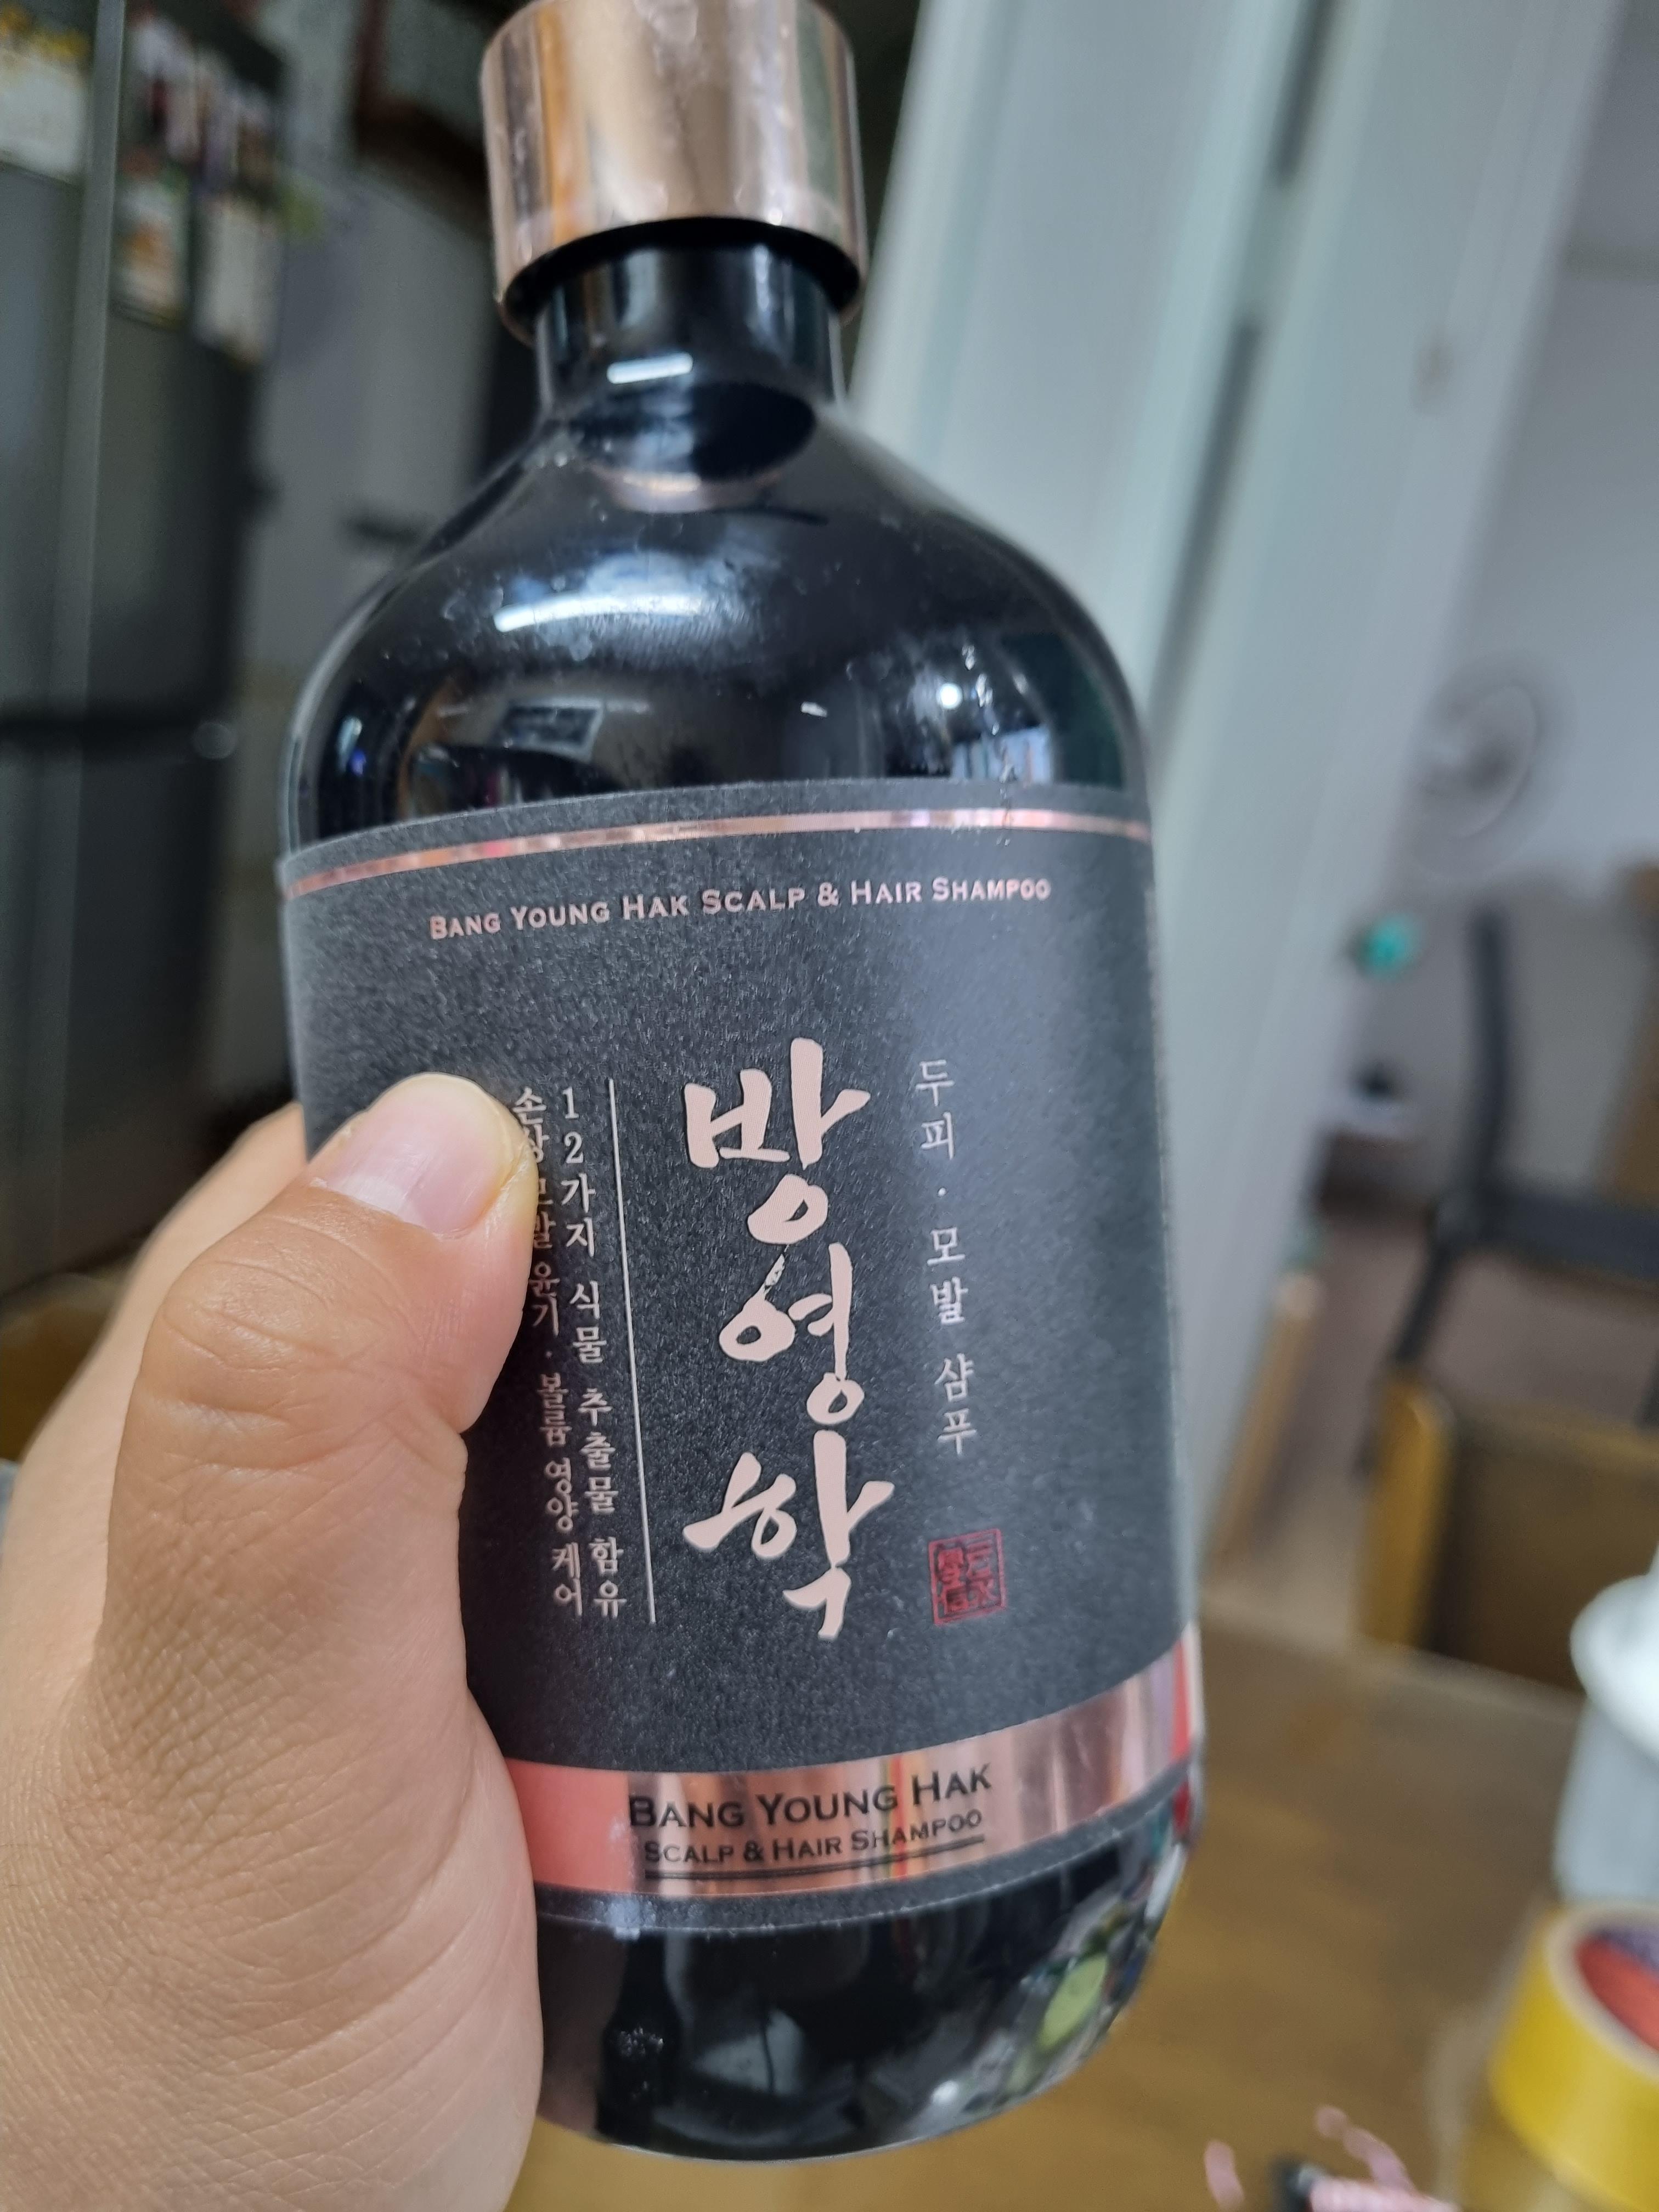 BANG YOUNG HAK SCALP & HAIR SHAMPOO
두피·모발 샴푸
방영학
12가지 식물 추출물 함유
손상 모발 윤기·볼륨 영양케어
BANG YOUNG HAK
SCALP & HAIR SHAMPOO